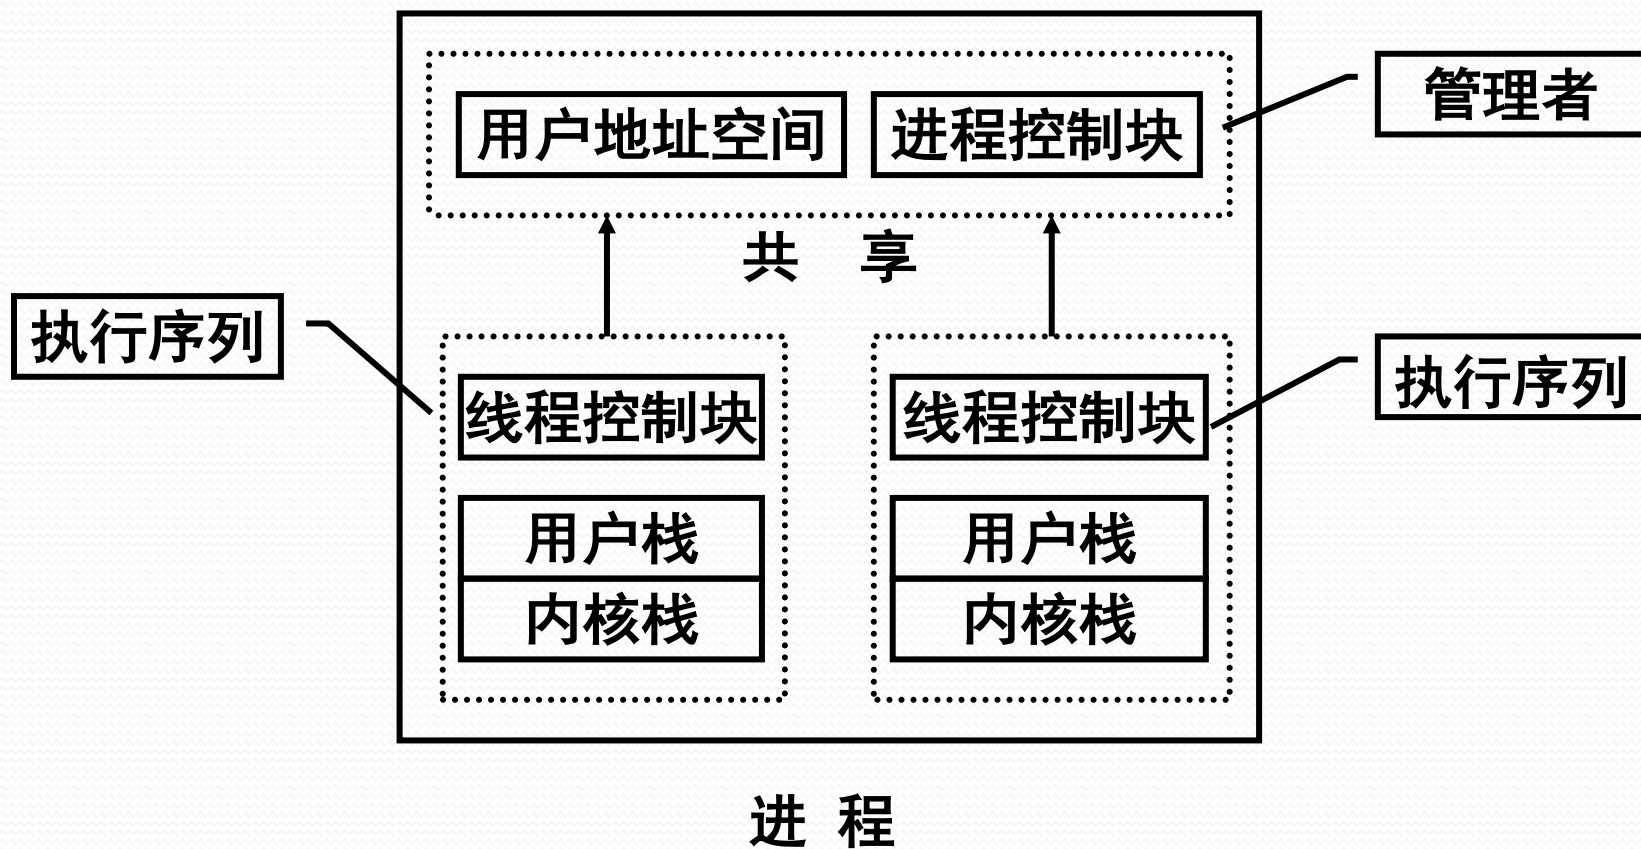 管理者
用户地址空间 进程控制块
共 享
执行序列
执行序列
线程控制块 线程控制块
用户栈 用户栈
内核栈 内核栈
进 程